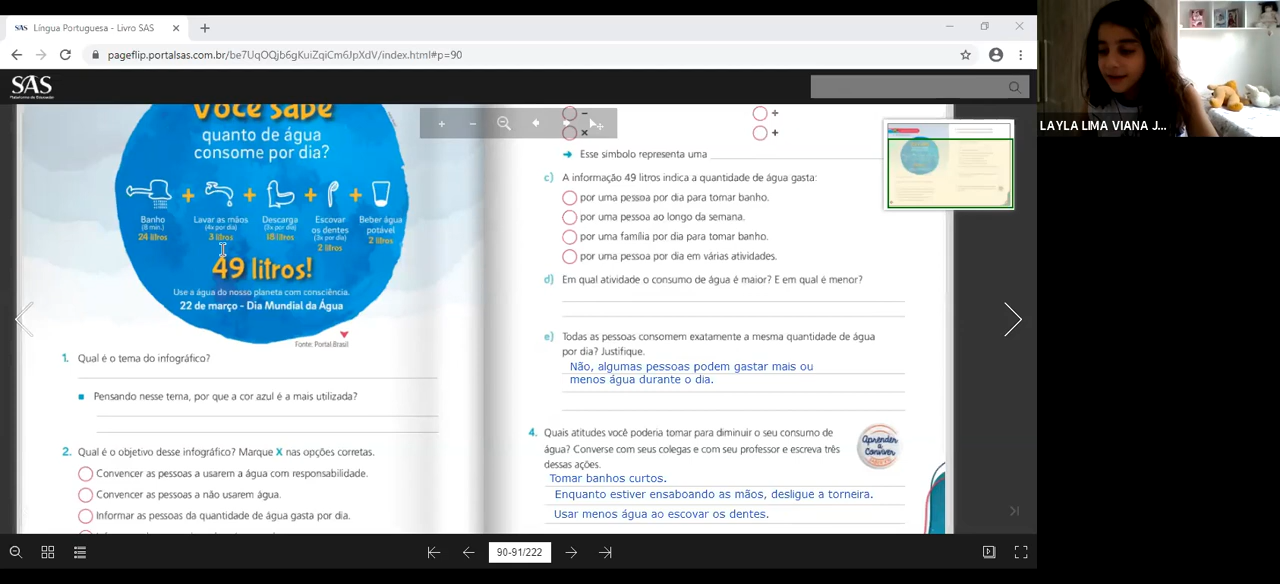 SAS Língua Portuguesa - Livro SAS
pageflip.portalsas.com.br/be7UqOQjb6gKuiZqiCm6JpXdV/index.html#p=90
SAS
LAYLA LIMA VIANA J...
Você sabe
quanto de água
consome por dia?
Banho
(8 min.)
24 litros
Lavar as mãos
(4x por dia)
3 litros
Descarga
(3x por dia)
18 litros
Escovar
os dentes
(3x por dia)
2 litros
Beber água
potável
2 litros
49 litros!
Use a água do nosso planeta com consciência.
22 de março - Dia Mundial da Água
Fonte: Portal Brasil
1. Qual é o tema do infográfico?
Pensando nesse tema, por que a cor azul é a mais utilizada?
2. Qual é o objetivo desse infográfico? Marque X nas opções corretas.
Convencer as pessoas a usarem a água com responsabilidade.
Convencer as pessoas a não usarem água.
Informar as pessoas da quantidade de água gasta por dia.
- ÷
× +
Esse símbolo representa uma
c) A informação 49 litros indica a quantidade de água gasta:
por uma pessoa por dia para tomar banho.
por uma pessoa ao longo da semana.
por uma família por dia para tomar banho.
por uma pessoa por dia em várias atividades.
d) Em qual atividade o consumo de água é maior? E em qual é menor?
e) Todas as pessoas consomem exatamente a mesma quantidade de água
por dia? Justifique.
Não, algumas pessoas podem gastar mais ou
menos água durante o dia.
4. Quais atitudes você poderia tomar para diminuir o seu consumo de
água? Converse com seus colegas e com seu professor e escreva três
dessas ações.
Aprender
a
Conviver
Tomar banhos curtos.
Enquanto estiver ensaboando as mãos, desligue a torneira.
Usar menos água ao escovar os dentes.
90-91/222